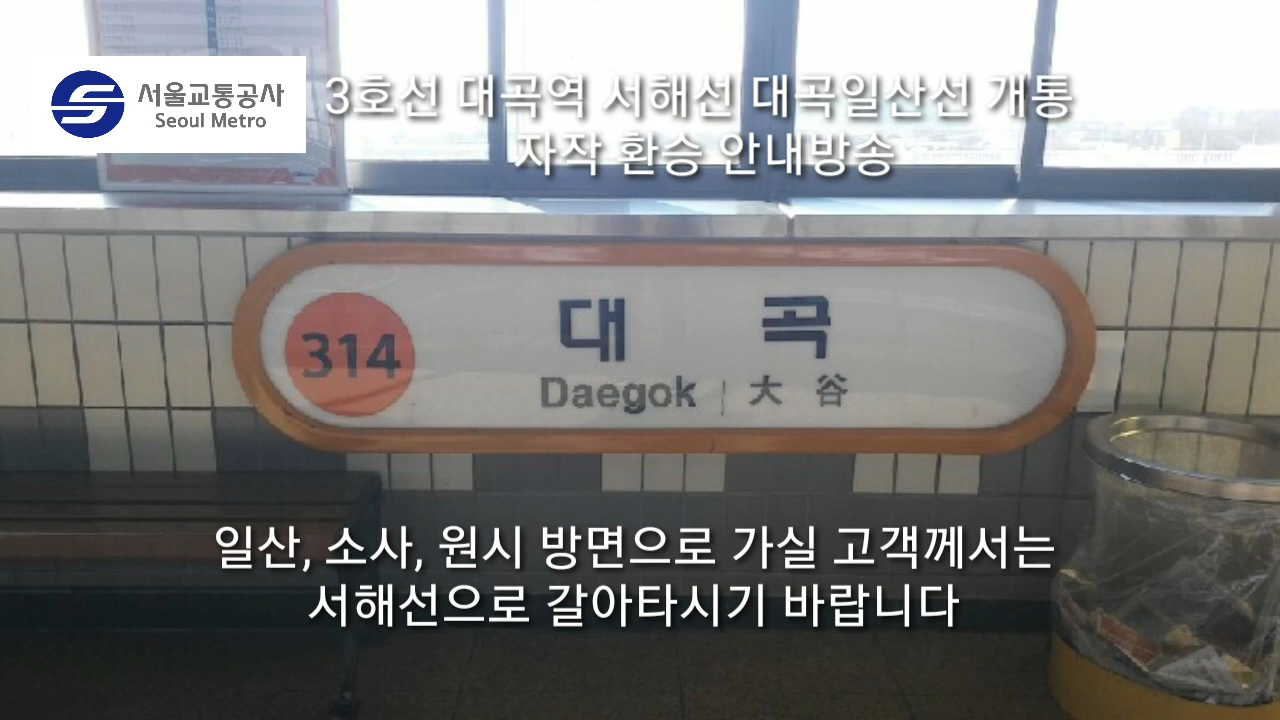 서울교통공사
Seoul Metro
3호선 대곡역 서해선 대곡일산선 개통
자작 환승 안내방송
314
대곡
Daegok | 大谷
일산, 소사, 원시 방면으로 가실 고객께서는
서해선으로 갈아타시기 바랍니다